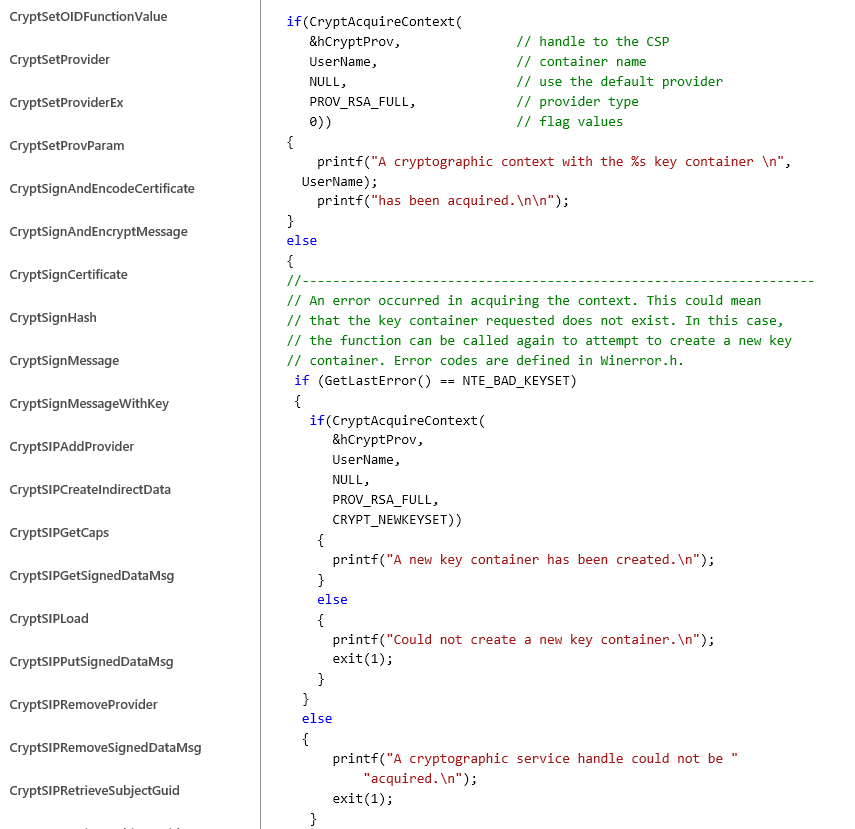 CryptSetOIDFunctionValue
CryptSetProvider
CryptSetProviderEx
CryptSetProvParam
CryptSignAndEncodeCertificate
CryptSignAndEncryptMessage
CryptSignCertificate
CryptSignHash
CryptSignMessage
CryptSignMessageWithKey
CryptSIPAddProvider
CryptSIPCreateIndirectData
CryptSIPGetCaps
CryptSIPGetSignedDataMsg
CryptSIPLoad
CryptSIPPutSignedDataMsg
CryptSIPRemoveProvider
CryptSIPRemoveSignedDataMsg
CryptSIPRetrieveSubjectGuid
if(CryptAcquireContext(
   &hCryptProv,               // handle to the CSP
   UserName,                  // container name
   NULL,                      // use the default provider
   PROV_RSA_FULL,             // provider type
   0))                        // flag values
{
    printf("A cryptographic context with the %s key container \n",
  UserName);
    printf("has been acquired.\n\n");
}
else
{
//-------------------------------------------------------------------
// An error occurred in acquiring the context. This could mean
// that the key container requested does not exist. In this case,
// the function can be called again to attempt to create a new key
// container. Error codes are defined in Winerror.h.
 if (GetLastError() == NTE_BAD_KEYSET)
 {
   if(CryptAcquireContext(
      &hCryptProv,
      UserName,
      NULL,
      PROV_RSA_FULL,
      CRYPT_NEWKEYSET))
    {
      printf("A new key container has been created.\n");
    }
    else
    {
      printf("Could not create a new key container.\n");
      exit(1);
    }
  }
  else
  {
      printf("A cryptographic service handle could not be "
          "acquired.\n");
      exit(1);
   }